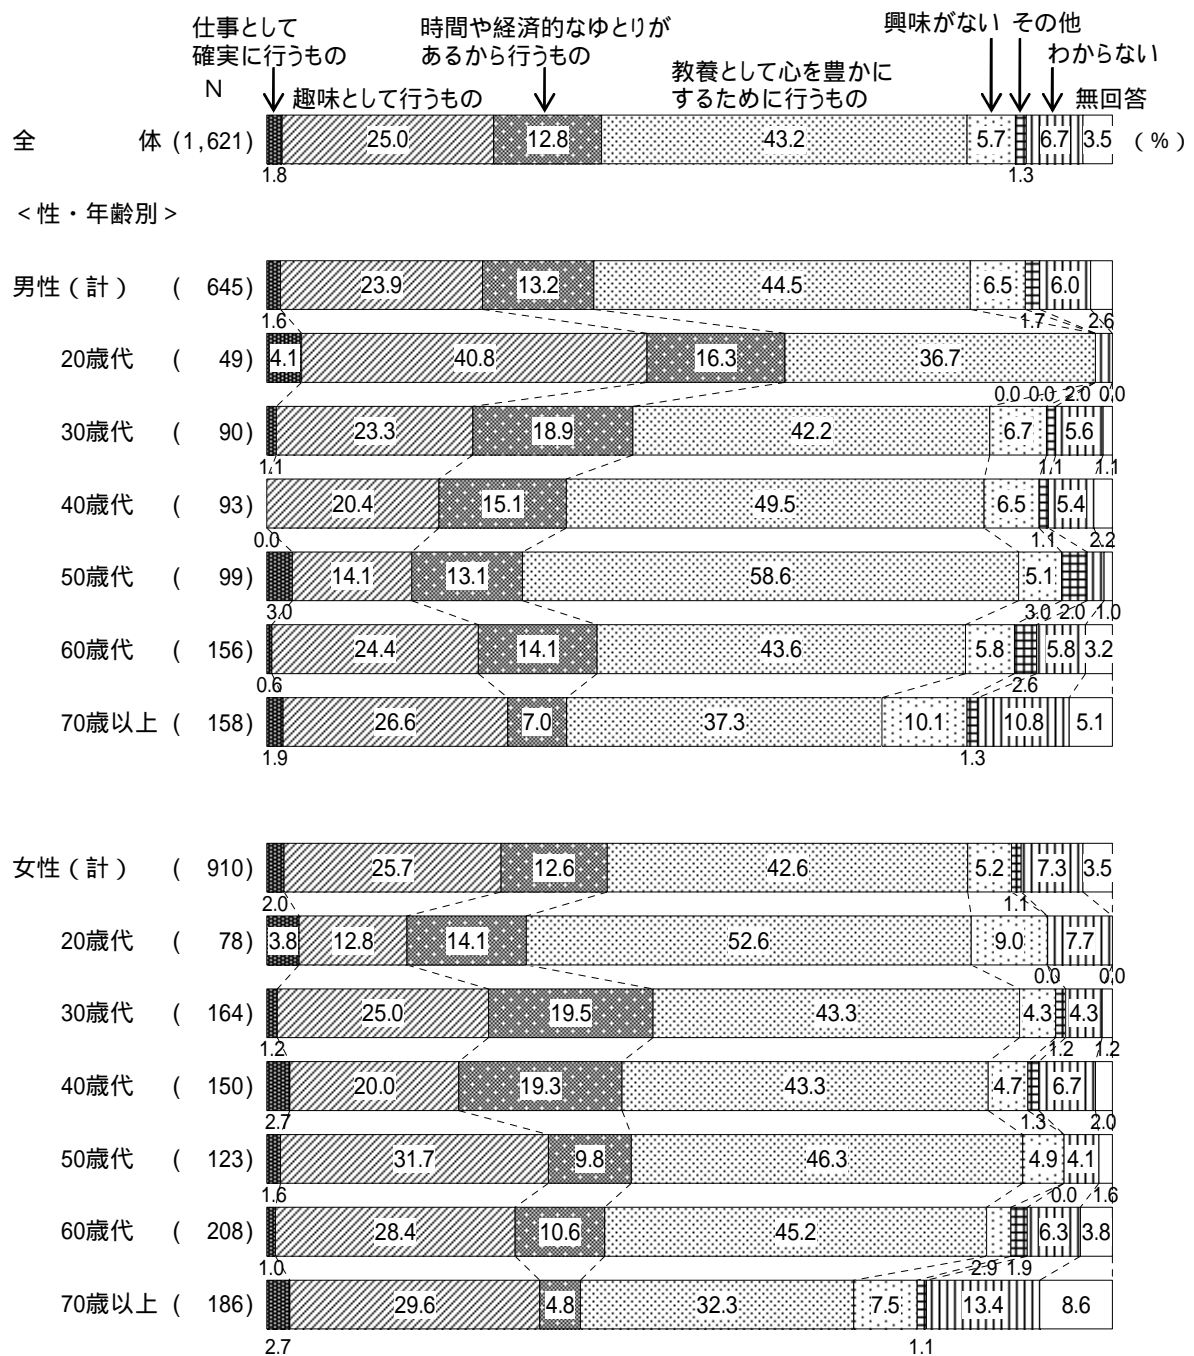 仕事として
確実に行うもの
時間や経済的なゆとりが
あるから行うもの
興味がない その他
わからない
N
趣味として行うもの
教養として心を豊かに
するために行うもの
無回答
全 体 (1,621) 25.0 12.8 43.2 5.7 6.7 3.5 (%)
1.8 1.3
<性・年齢別>
男性(計) ( 645) 23.9 13.2 44.5 6.5 6.0
1.6 1.7 2.6
20歳代 ( 49) 4.1 40.8 16.3 36.7
0.0 0.0 2.0 0.0
30歳代 ( 90) 23.3 18.9 42.2 6.7 5.6
1.1 1.1 1.1
40歳代 ( 93) 20.4 15.1 49.5 6.5 5.4
0.0 1.1 2.2
50歳代 ( 99) 14.1 13.1 58.6 5.1
3.0 3.0 2.0 1.0
60歳代 ( 156) 24.4 14.1 43.6 5.8 5.8 3.2
0.6 2.6
70歳以上 ( 158) 26.6 7.0 37.3 10.1 10.8 5.1
1.9 1.3
女性(計) ( 910) 25.7 12.6 42.6 5.2 7.3 3.5
2.0 1.1
20歳代 ( 78) 3.8 12.8 14.1 52.6 9.0 7.7
0.0 0.0
30歳代 ( 164) 25.0 19.5 43.3 4.3 4.3
1.2 1.2 1.2
40歳代 ( 150) 20.0 19.3 43.3 4.7 6.7
2.7 1.3 2.0
50歳代 ( 123) 31.7 9.8 46.3 4.9 4.1
1.6 0.0 1.6
60歳代 ( 208) 28.4 10.6 45.2 6.3 3.8
1.0 2.9 1.9
70歳以上 ( 186) 29.6 4.8 32.3 7.5 13.4 8.6
2.7 1.1